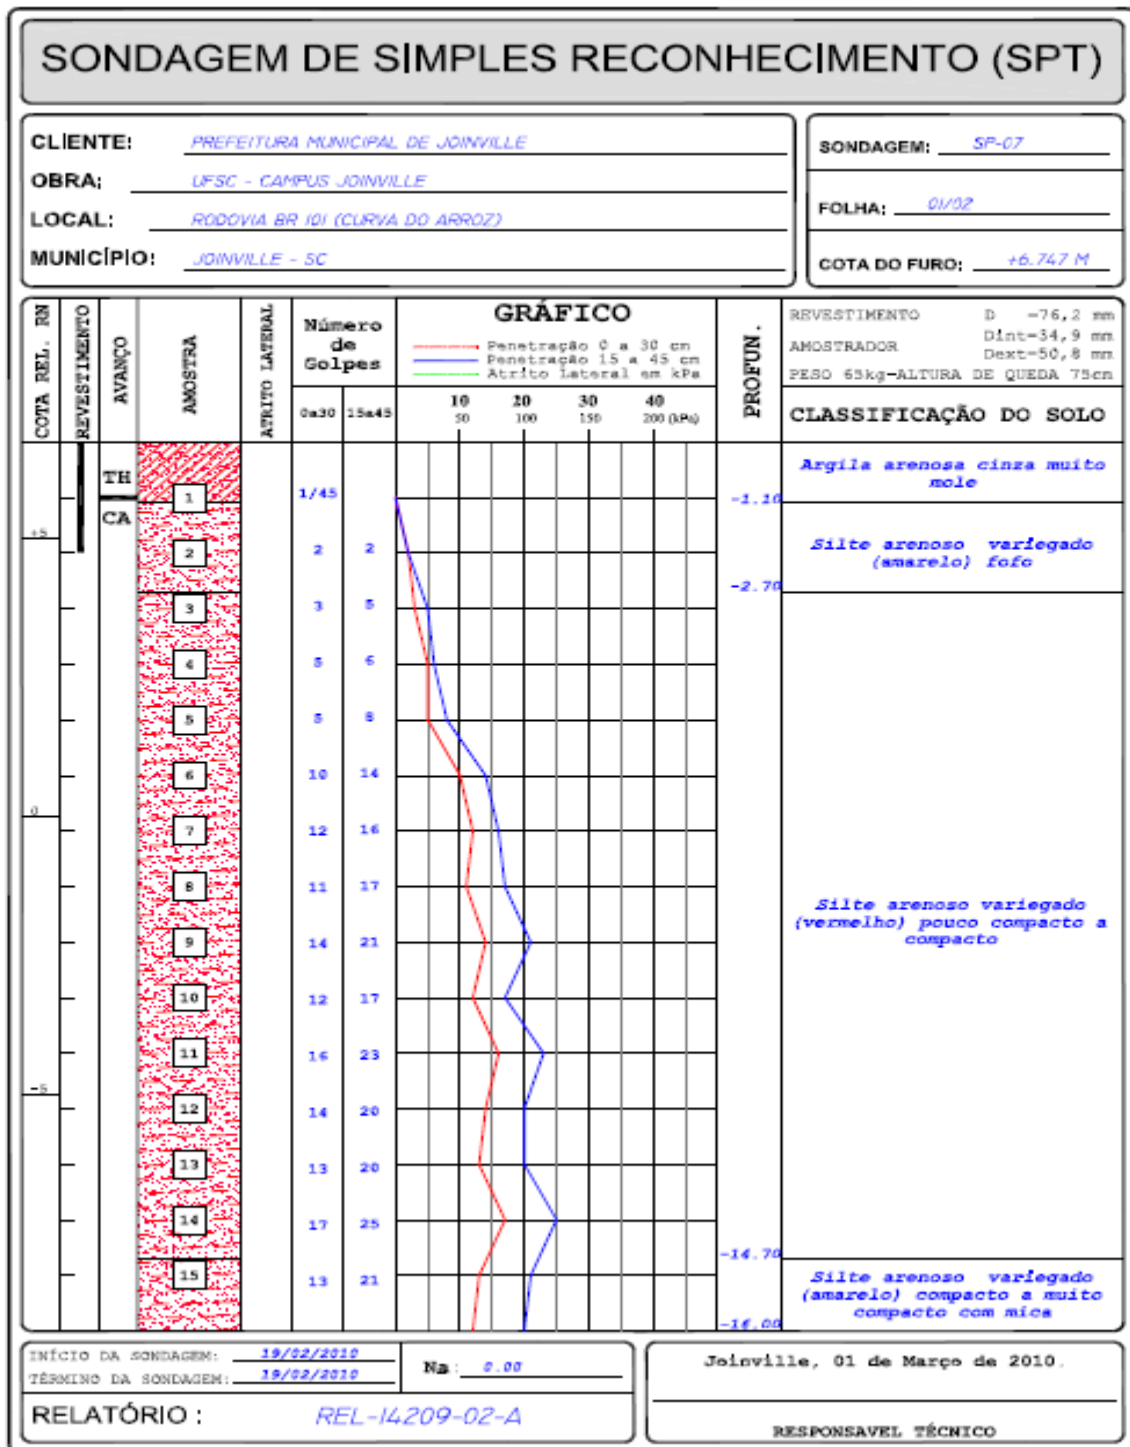 SONDAGEM DE SIMPLES RECONHECIMENTO (SPT)
CLIENTE: PREFEITURA MUNICIPAL DE JOINVILLE
OBRA: UFSC - CAMPUS JOINVILLE
LOCAL: RODOVIA BR 101 (CURVA DO ARROZ)
MUNICÍPIO: JOINVILLE - SC
SONDAGEM: SP-07
FOLHA: 01/02
COTA DO FURO: +6.747 M
COTA REL. RN
REVESTIMENTO
AVANÇO
AMOSTRA
ATRITO LATERAL
Número de Golpes
0a30 15a45
GRÁFICO
Penetração 0 a 30 cm
Penetração 15 a 45 cm
Atrito Lateral em kPa
10 20 30 40
50 100 150 200 (kPa)
PROFUN.
REVESTIMENTO D =76,2 mm
AMOSTRADOR Dint=34,9 mm
Dext=50,8 mm
PESO 65kg-ALTURA DE QUEDA 75cm
CLASSIFICAÇÃO DO SOLO
TH
Argila arenosa cinza muito mole
1 1/45 -1.10
CA
+5
2 2 2
Silte arenoso variegado (amarelo) fofo
-2.70
3 3 5
4 5 6
5 5 8
6 10 14
0
7 12 16
8 11 17
Silte arenoso variegado (vermelho) pouco compacto a compacto
9 14 21
10 12 17
11 16 23
-5
12 14 20
13 13 20
14 17 25
-14.70
15 13 21
Silte arenoso variegado (amarelo) compacto a muito compacto com mica
-16.00
INÍCIO DA SONDAGEM: 19/02/2010
TÉRMINO DA SONDAGEM: 19/02/2010
Na: 0.00
RELATÓRIO : REL-14209-02-A
Joinville, 01 de Março de 2010.
RESPONSAVEL TÉCNICO